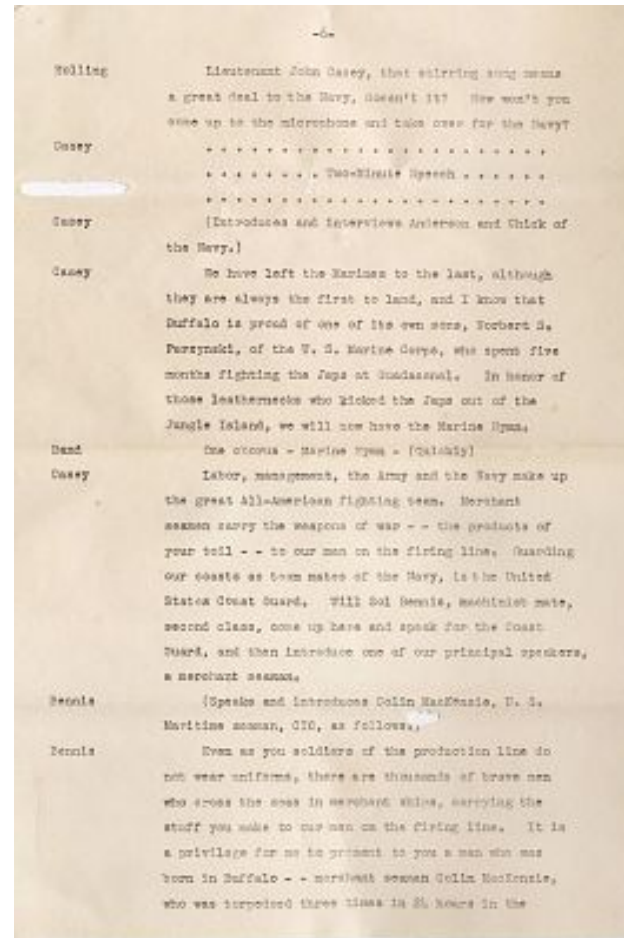 -6-
Rolling Lieutenant John Casey, that stirring song means
a great deal to the Navy, doesn't it? Now won't you
come up to the microphone and take over for the Navy?
Casey . . . . . . . . . . . . . . . . . . . . . . .
. . . . . . . . Two-Minute Speech . . . . . .
. . . . . . . . . . . . . . . . . . . . . . .
Casey (Introduces and interviews Anderson and Chick of
the Navy.)
Casey We have left the Marines to the last, although
they are always the first to land, and I know that
Buffalo is proud of one of its own sons, Norbert S.
Perzynski, of the U. S. Marine Corps, who spent five
months fighting the Japs at Guadacanal. In honor of
those leathernecks who kicked the Japs out of the
Jungle Island, we will now have the Marine Hymn.
Band One chorus - Marine Hymn - (Quickly)
Casey Labor, management, the Army and the Navy make up
the great All-American fighting team. Merchant
seamen carry the weapons of war - - the products of
your toil - - to our men on the firing line. Guarding
our coasts as team mates of the Navy, is the United
States Coast Guard. Will Sol Bennis, machinist mate,
second class, come up here and speak for the Coast
Guard, and then introduce one of our principal speakers,
a merchant seaman.
Bennis (Speaks and introduces Colin MacKenzie, U. S.
Maritime seaman, CIO, as follows.
Bennis Even as you soldiers of the production line do
not wear uniforms, there are thousands of brave men
who cross the seas in merchant ships, carrying the
stuff you make to our men on the firing line. It is
a privilege for me to present to you a man who was
born in Buffalo - - merchant seaman Colin MacKenzie,
who was torpedoed three times in 2½ hours in the